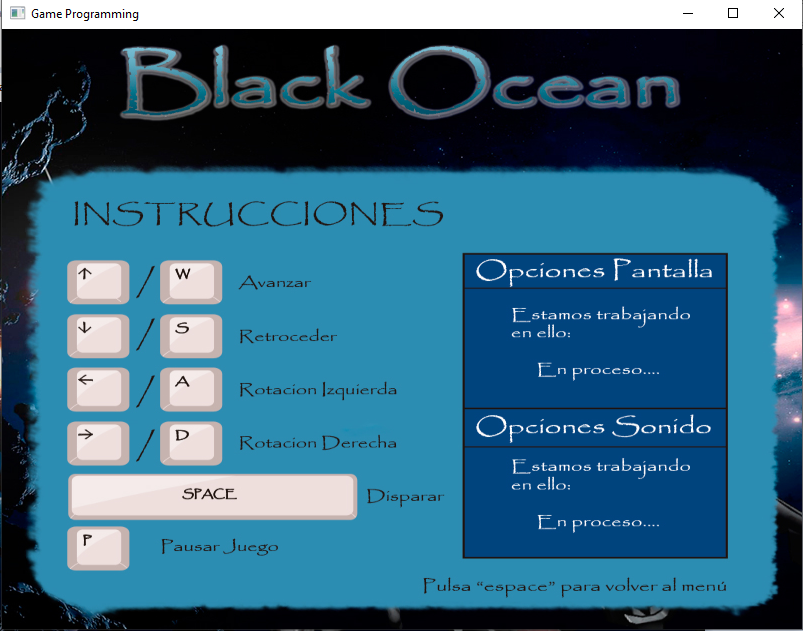 Game Programming
Black Ocean
INSTRUCCIONES
↑ / W Avanzar
↓ / S Retroceder
← / A Rotacion Izquierda
→ / D Rotacion Derecha
SPACE Disparar
P Pausar Juego
Opciones Pantalla
Estamos trabajando
en ello:
En proceso....
Opciones Sonido
Estamos trabajando
en ello:
En proceso....
Pulsa “espace” para volver al menú